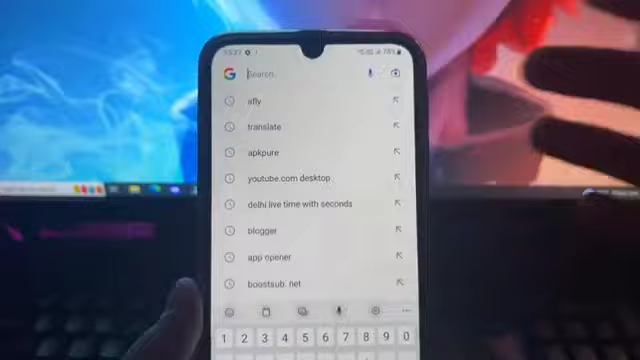 Search
afly
translate
apkpure
youtube.com desktop
delhi live time with seconds
blogger
app opener
boostsub. net
1 2 3 4 5 6 7 8 9 0